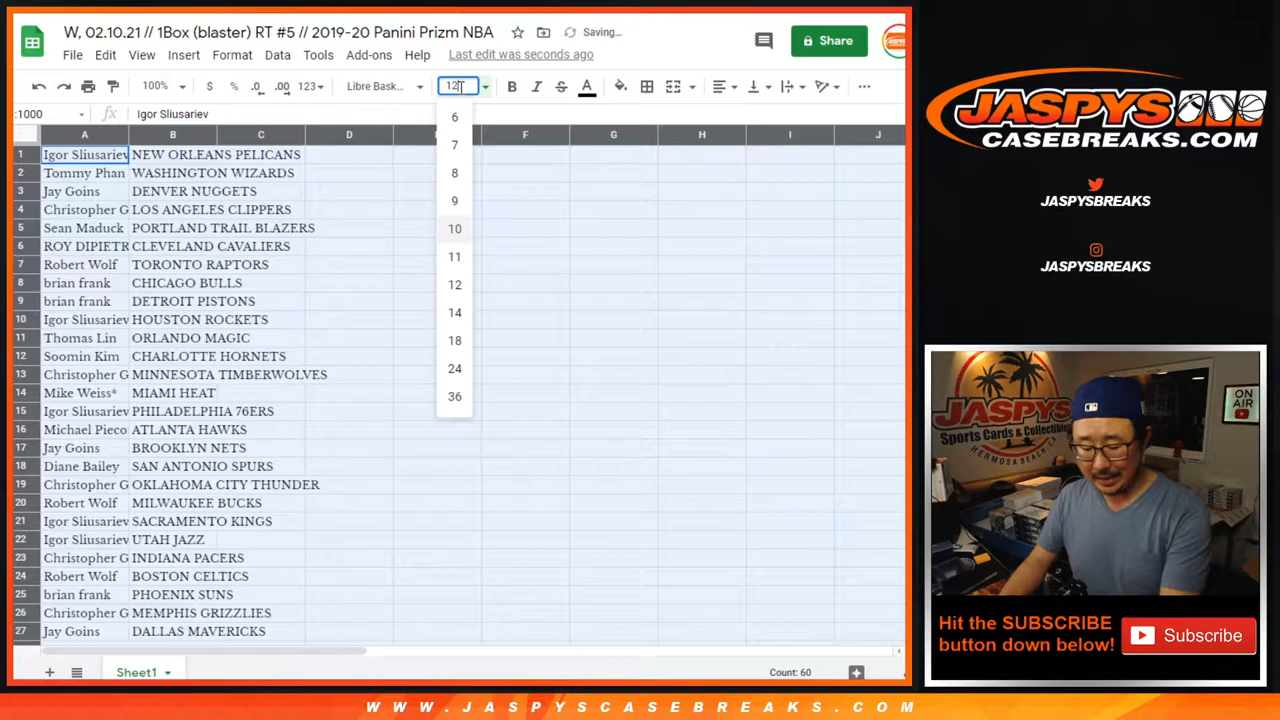 W, 02.10.21 // 1Box (blaster) RT #5 // 2019-20 Panini Prizm NBA
Saving...
File Edit View Insert Format Data Tools Add-ons Help Last edit was seconds ago
Share
100% $ % .0 .00 123 Libre Bask... 12 B I S A
:1000 fx Igor Sliusariev
A B C D F G H I J
1 Igor Sliusariev NEW ORLEANS PELICANS
2 Tommy Phan WASHINGTON WIZARDS
3 Jay Goins DENVER NUGGETS
4 Christopher G LOS ANGELES CLIPPERS
5 Sean Maduck PORTLAND TRAIL BLAZERS
6 ROY DIPIETR CLEVELAND CAVALIERS
7 Robert Wolf TORONTO RAPTORS
8 brian frank CHICAGO BULLS
9 brian frank DETROIT PISTONS
10 Igor Sliusariev HOUSTON ROCKETS
11 Thomas Lin ORLANDO MAGIC
12 Soomin Kim CHARLOTTE HORNETS
13 Christopher G MINNESOTA TIMBERWOLVES
14 Mike Weiss* MIAMI HEAT
15 Igor Sliusariev PHILADELPHIA 76ERS
16 Michael Pieco ATLANTA HAWKS
17 Jay Goins BROOKLYN NETS
18 Diane Bailey SAN ANTONIO SPURS
19 Christopher G OKLAHOMA CITY THUNDER
20 Robert Wolf MILWAUKEE BUCKS
21 Igor Sliusariev SACRAMENTO KINGS
22 Igor Sliusariev UTAH JAZZ
23 Christopher G INDIANA PACERS
24 Robert Wolf BOSTON CELTICS
25 brian frank PHOENIX SUNS
26 Christopher G MEMPHIS GRIZZLIES
27 Jay Goins DALLAS MAVERICKS
6
7
8
9
10
11
12
14
18
24
36
Sheet1
Count: 60
JASPYS
CASEBREAKS.COM
JASPYSBREAKS
JASPYSBREAKS
JASPYS
Sports Cards & Collectibles
HERMOSA BEACH, CA
ON AIR
Hit the SUBSCRIBE
button down below!
Subscribe
WWW.JASPYSCASEBREAKS.COM